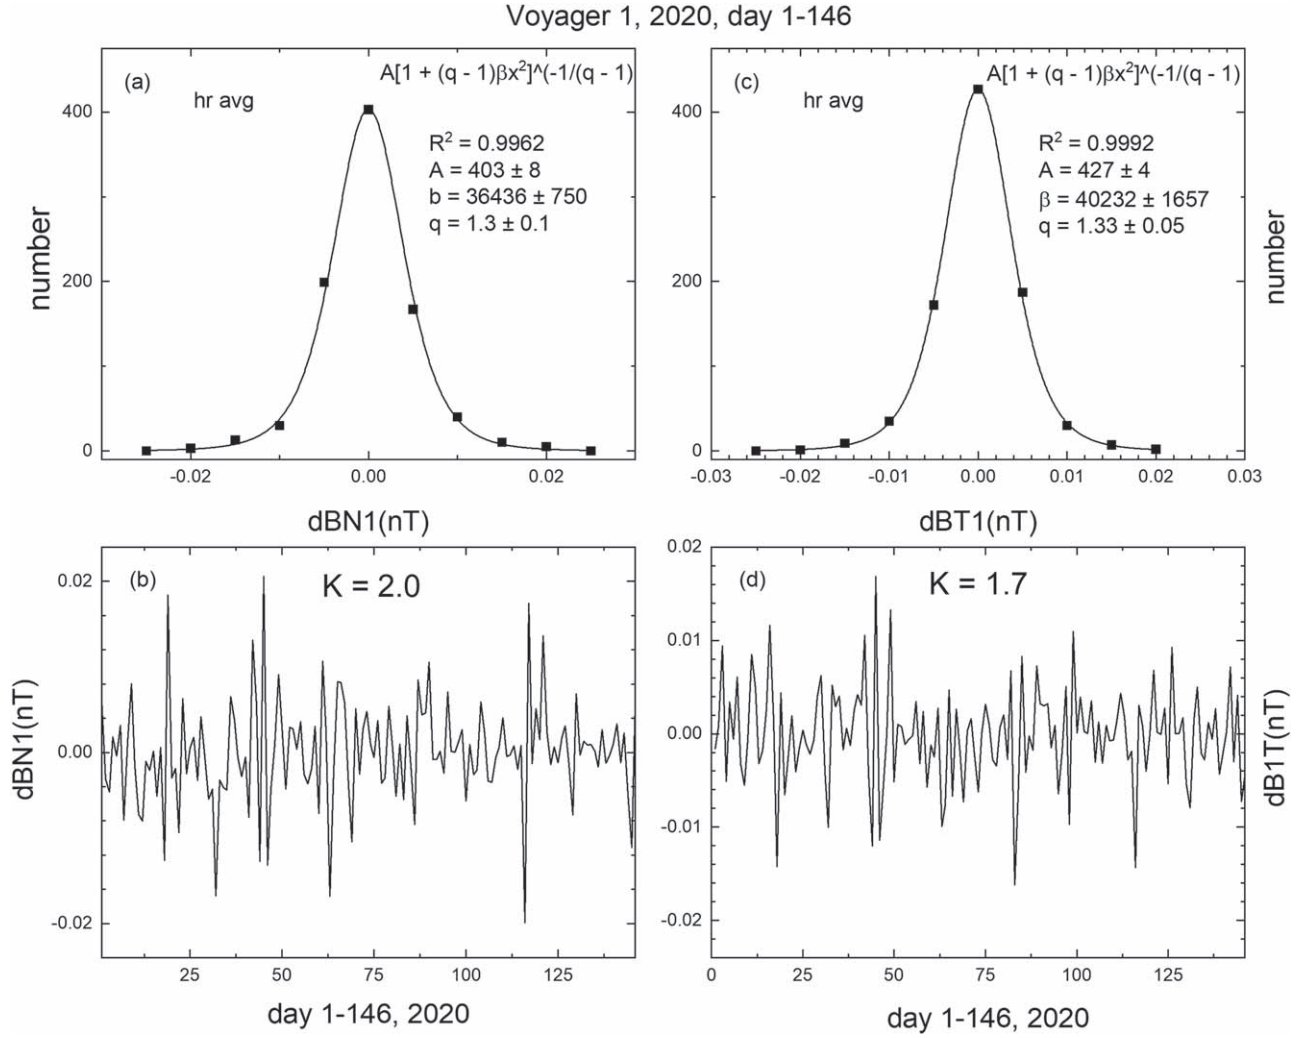 Voyager 1, 2020, day 1-146
(a)
A[1 + (q - 1)βx²]^(-1/(q - 1)
hr avg
R² = 0.9962
A = 403 ± 8
b = 36436 ± 750
q = 1.3 ± 0.1
number
400
200
0
-0.02
0.00
0.02
dBN1(nT)
(c)
A[1 + (q - 1)βx²]^(-1/(q - 1)
hr avg
R² = 0.9992
A = 427 ± 4
β = 40232 ± 1657
q = 1.33 ± 0.05
number
400
200
0
-0.03
-0.02
-0.01
0.00
0.01
0.02
0.03
dBT1(nT)
(b)
K = 2.0
dBN1(nT)
0.02
0.00
-0.02
25
50
75
100
125
day 1-146, 2020
(d)
K = 1.7
dB1T(nT)
0.02
0.01
0.00
-0.01
-0.02
0
25
50
75
100
125
day 1-146, 2020